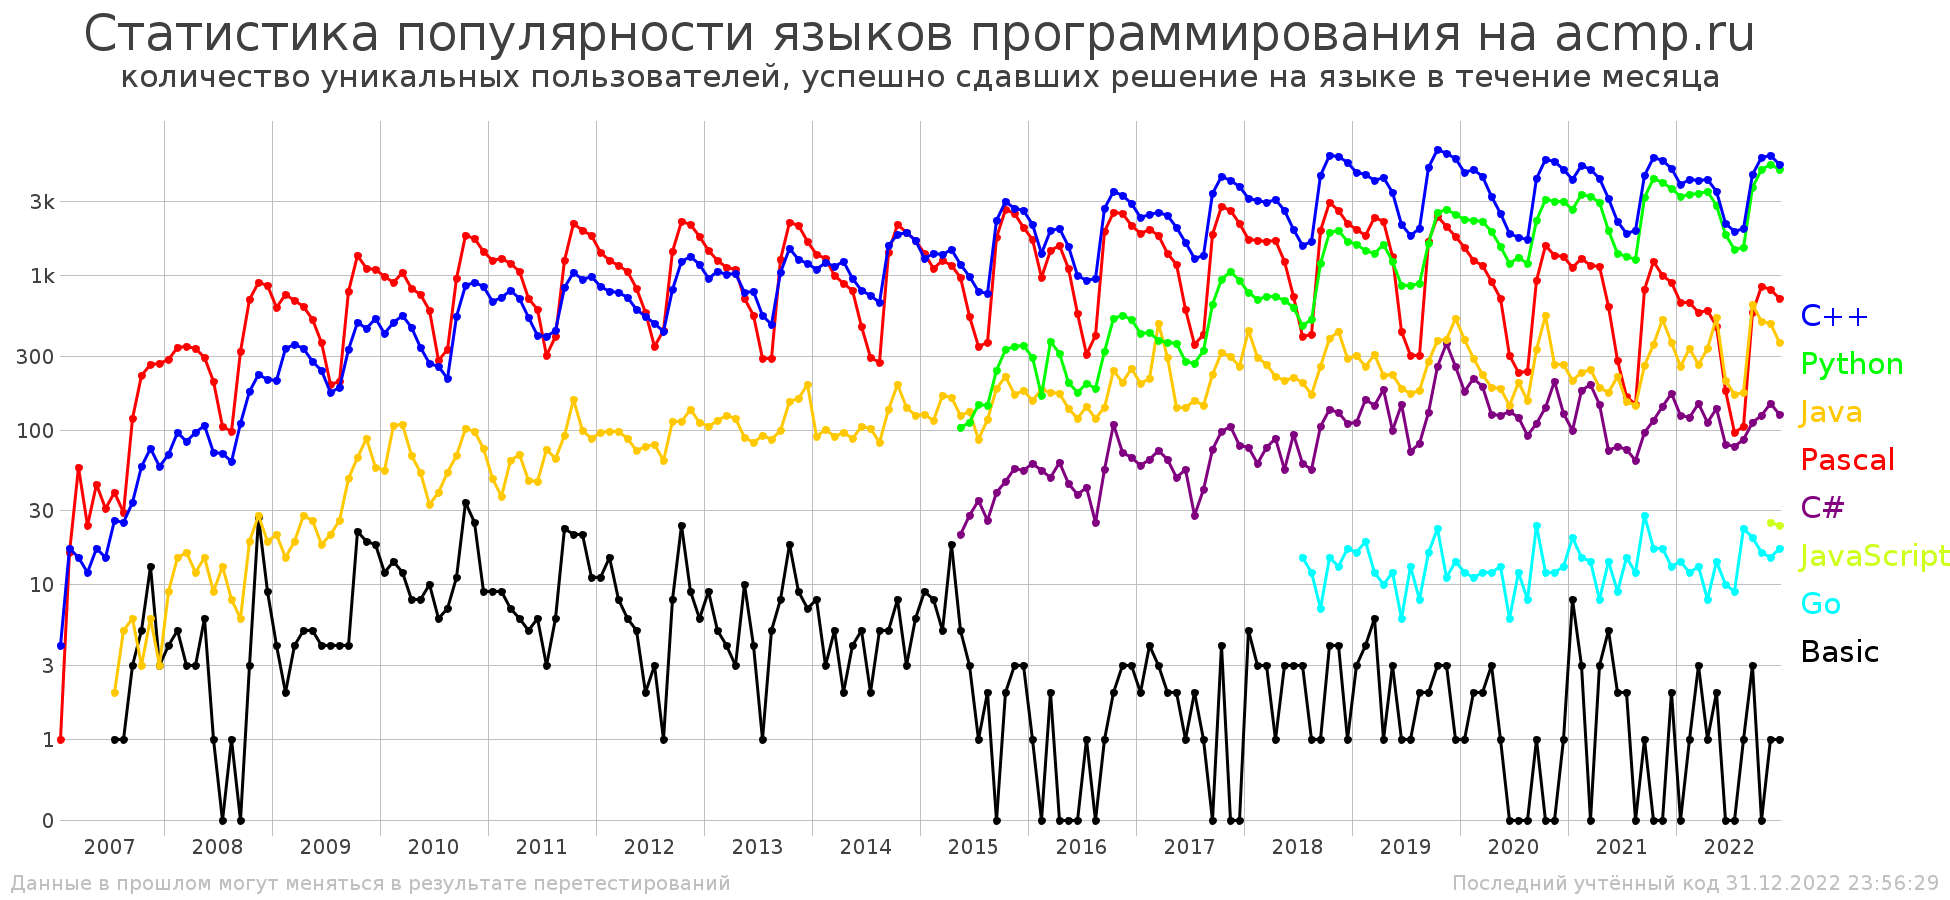 Статистика популярности языков программирования на acmp.ru
количество уникальных пользователей, успешно сдавших решение на языке в течение месяца
3k
1k
300
100
30
10
3
1
0
C++
Python
Java
Pascal
C#
JavaScript
Go
Basic
2007 2008 2009 2010 2011 2012 2013 2014 2015 2016 2017 2018 2019 2020 2021 2022
Данные в прошлом могут меняться в результате перетестирований
Последний учтённый код 31.12.2022 23:56:29